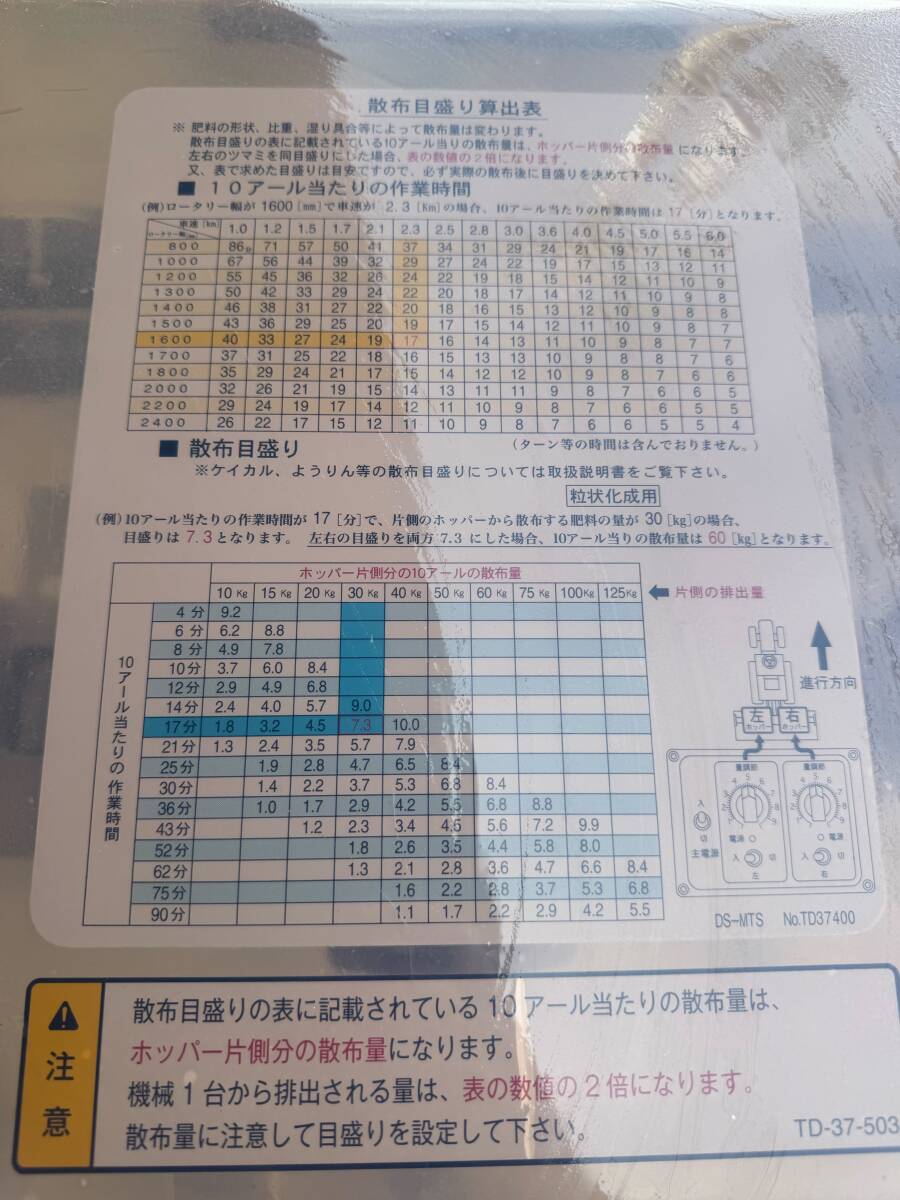 散布目盛り算出表
※ 肥料の形状、比重、湿り具合等によって散布量は変わります。
散布目盛りの表に記載されている10アール当りの散布量は、ホッパー片側分の散布量 になります。
左右のツマミを同目盛りにした場合、表の数値の2倍になります。
又、表で求めた目盛りは目安ですので、必ず実際の散布後に目盛りを決めて下さい。
■ 10アール当たりの作業時間
(例)ロータリー幅が 1600 [mm] で車速が 2.3 [Km] の場合、10アール当たりの作業時間は 17 [分] となります。
車速 [km] 1.0 1.2 1.5 1.7 2.1 2.3 2.5 2.8 3.0 3.6 4.0 4.5 5.0 5.5 6.0
ロータリー幅
800 86分 71 57 50 41 37 34 31 29 24 21 19 17 16 14
1000 67 56 44 39 32 29 27 24 22 19 17 15 13 12 11
1200 55 45 36 32 26 24 22 19 18 15 14 12 11 10 9
1300 50 42 33 29 24 22 20 18 17 14 12 11 10 9 8
1400 46 38 31 27 22 20 18 16 15 13 12 10 9 9 8
1500 43 36 29 25 20 19 17 15 14 12 11 10 9 8 7
1600 40 33 27 24 19 17 16 14 13 11 10 9 8 7 7
1700 37 31 25 22 18 16 15 13 13 10 9 8 8 7 6
1800 35 29 24 21 17 15 14 12 12 10 9 8 7 6 6
2000 32 26 21 19 15 14 13 11 11 9 8 7 6 6 5
2200 29 24 19 17 14 12 11 10 9 8 7 6 6 5 5
2400 26 22 17 15 12 11 10 9 8 7 6 6 5 5 4
■ 散布目盛り
(ターン等の時間は含んでおりません。)
※ケイカル、ようりん等の散布目盛りについては取扱説明書をご覧下さい。
粒状化成用
(例)10アール当たりの作業時間が 17 [分] で、片側のホッパーから散布する肥料の量が 30 [kg] の場合、
目盛りは 7.3 となります。 左右の目盛りを両方 7.3 にした場合、10アール当りの散布量は 60 [kg] となります。
ホッパー片側分の10アールの散布量
10 Kg 15 Kg 20 Kg 30 Kg 40 Kg 50 Kg 60 Kg 75 Kg 100Kg 125Kg
片側の排出量
10アール当たりの作業時間
4分 9.2
6分 6.2 8.8
8分 4.9 7.8
10分 3.7 6.0 8.4
12分 2.9 4.9 6.8
14分 2.4 4.0 5.7 9.0
17分 1.8 3.2 4.5 7.3 10.0
21分 1.3 2.4 3.5 5.7 7.9
25分 1.9 2.8 4.7 6.5 8.4
30分 1.4 2.2 3.7 5.3 6.8 8.4
36分 1.0 1.7 2.9 4.2 5.5 6.8 8.8
43分 1.2 2.3 3.4 4.5 5.6 7.2 9.9
52分 1.8 2.6 3.5 4.4 5.8 8.0
62分 1.3 2.1 2.8 3.6 4.7 6.6 8.4
75分 1.6 2.2 2.8 3.7 5.3 6.8
90分 1.1 1.7 2.2 2.9 4.2 5.5
進行方向
左 ホッパー
右 ホッパー
量調節 量調節
入
切
主電源
電源 電源
入 切 入 切
左 右
DS-MTS No.TD37400
注意
散布目盛りの表に記載されている 10アール当たりの散布量は、
ホッパー片側分の散布量になります。
機械1台から排出される量は、表の数値の2倍になります。
散布量に注意して目盛りを設定して下さい。
TD-37-503